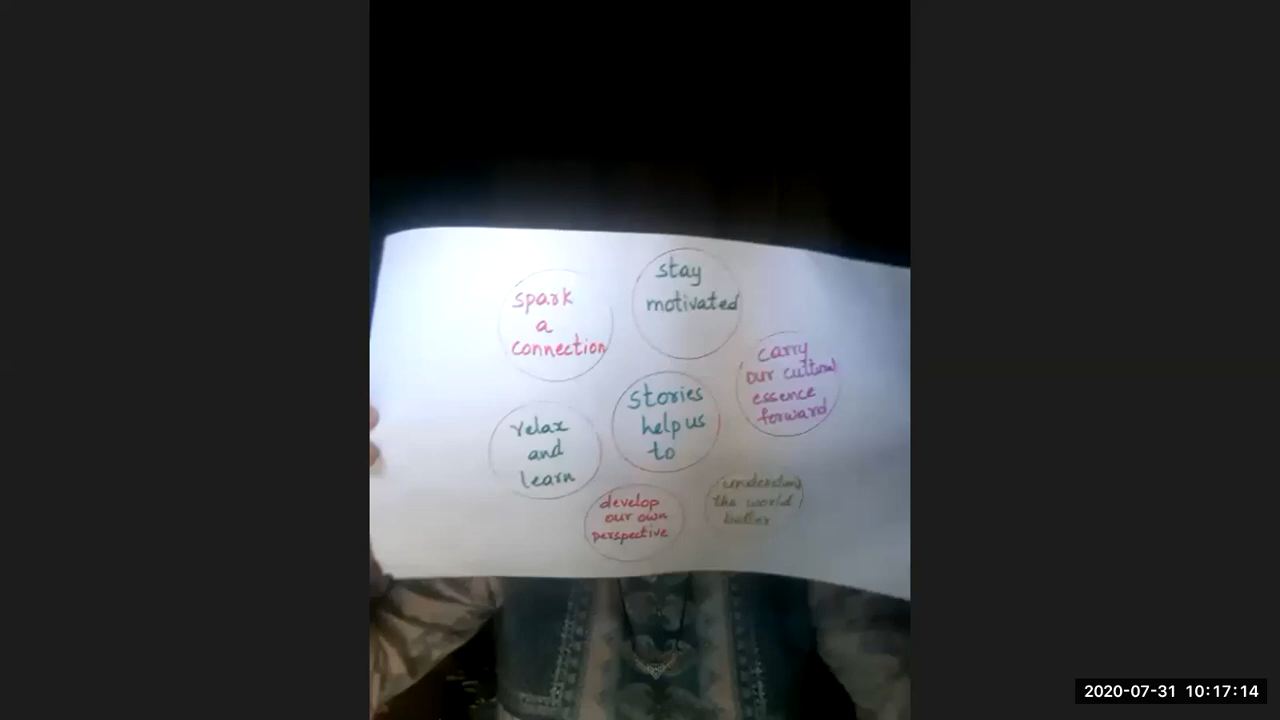 stay
motivated
spark
a
connection
carry
our cultural
essence
forward
stories
help us
to
relax
and
learn
understand
the world
better
develop
our own
perspective
2020-07-31 10:17:14